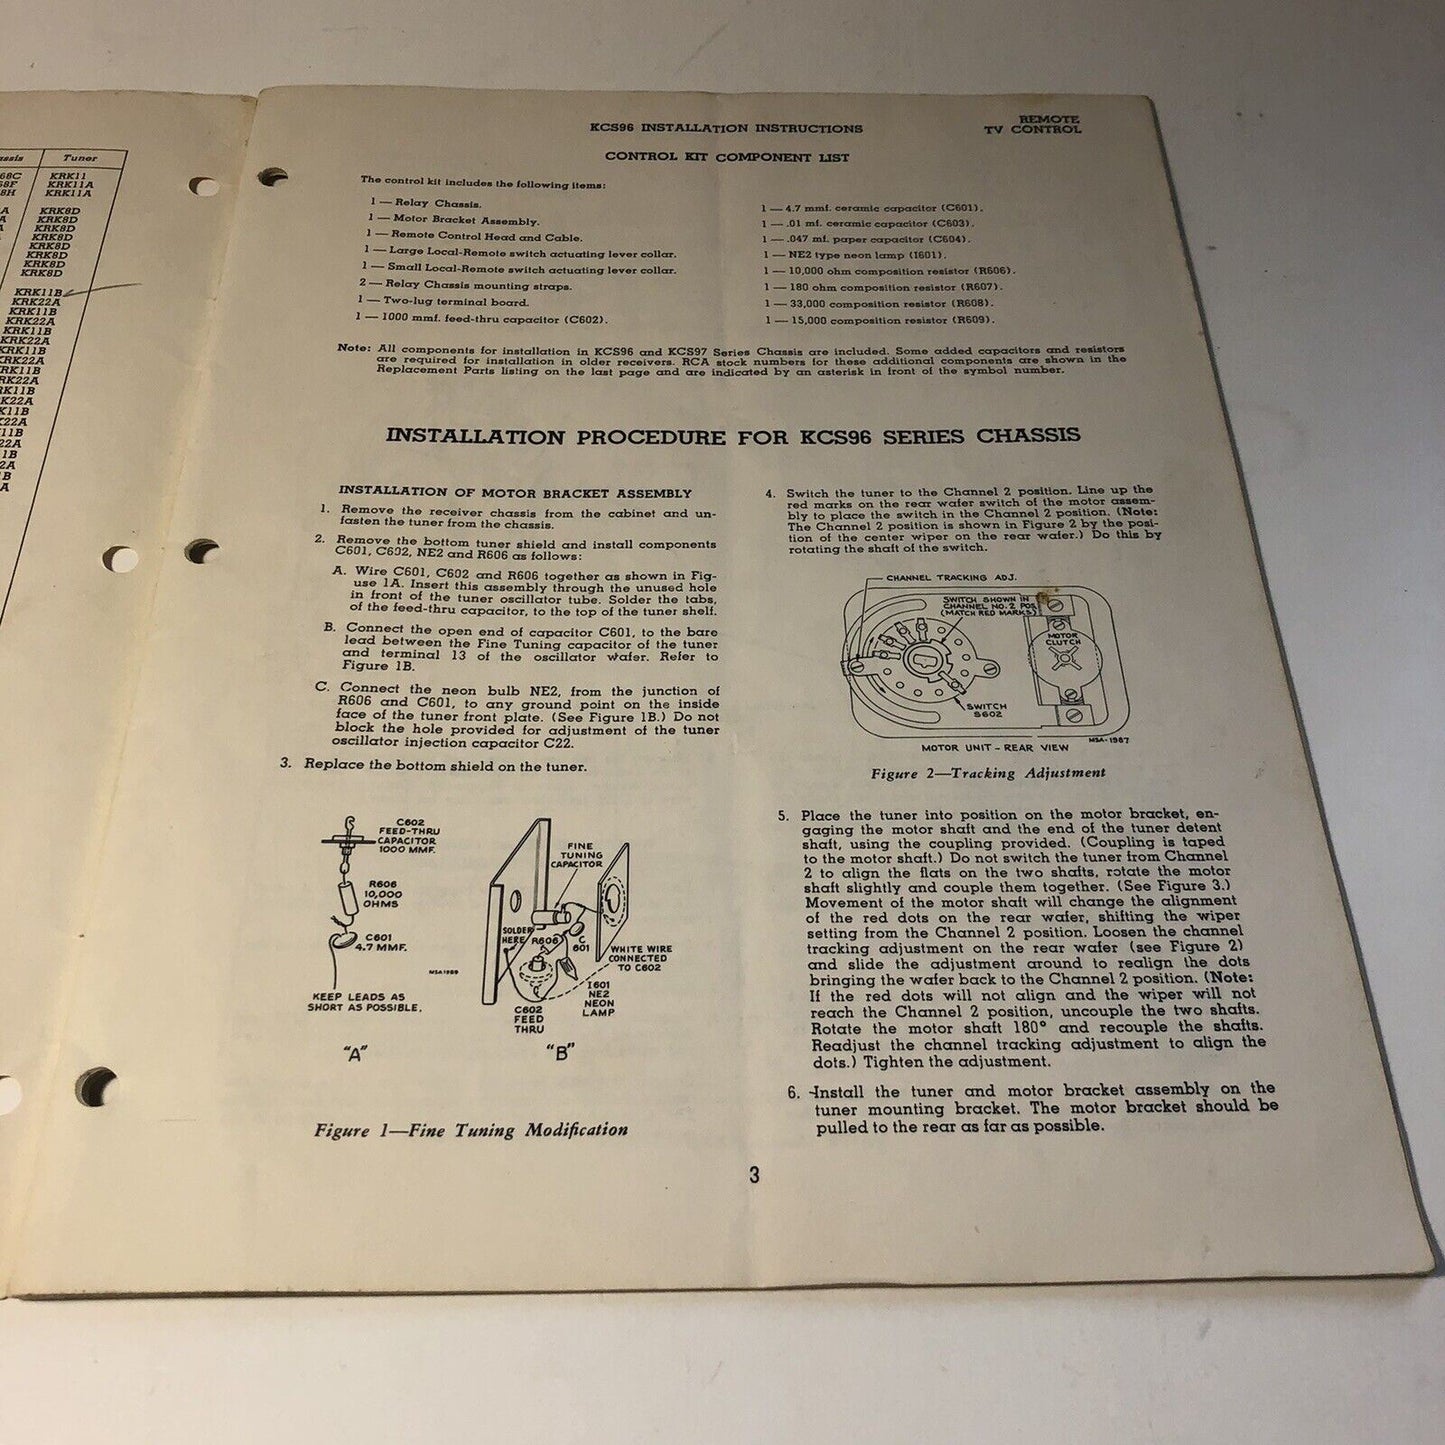 Tuner
KRK11
KRK11A
KRK11A
KRK8D
KRK8D
KRK8D
KRK8D
KRK8D
KRK8D
KRK8D
KRK8D
KRK11B
KRK22A
KRK11B
KRK22A
KRK11B
KRK22A
KRK11B
REMOTE
TV CONTROL
KCS96 INSTALLATION INSTRUCTIONS
CONTROL KIT COMPONENT LIST
The control kit includes the following items:
1 — Relay Chassis.
1 — Motor Bracket Assembly.
1 — Remote Control Head and Cable.
1 — Large Local-Remote switch actuating lever collar.
1 — Small Local-Remote switch actuating lever collar.
2 — Relay Chassis mounting straps.
1 — Two-lug terminal board.
1 — 1000 mmf. feed-thru capacitor (C602).
1 — 4.7 mmf. ceramic capacitor (C601).
1 — .01 mf. ceramic capacitor (C603).
1 — .047 mf. paper capacitor (C604).
1 — NE2 type neon lamp (I601).
1 — 10,000 ohm composition resistor (R606).
1 — 180 ohm composition resistor (R607).
1 — 33,000 composition resistor (R608).
1 — 15,000 composition resistor (R609).
Note: All components for installation in KCS96 and KCS97 Series Chassis are included. Some added capacitors and resistors
are required for installation in older receivers. RCA stock numbers for these additional components are shown in the
Replacement Parts listing on the last page and are indicated by an asterisk in front of the symbol number.
INSTALLATION PROCEDURE FOR KCS96 SERIES CHASSIS
INSTALLATION OF MOTOR BRACKET ASSEMBLY
1. Remove the receiver chassis from the cabinet and un-
fasten the tuner from the chassis.
2. Remove the bottom tuner shield and install components
C601, C602, NE2 and R606 as follows:
A. Wire C601, C602 and R606 together as shown in Fig-
use 1A. Insert this assembly through the unused hole
in front of the tuner oscillator tube. Solder the tabs,
of the feed-thru capacitor, to the top of the tuner shelf.
B. Connect the open end of capacitor C601, to the bare
lead between the Fine Tuning capacitor of the tuner
and terminal 13 of the oscillator wafer. Refer to
Figure 1B.
C. Connect the neon bulb NE2, from the junction of
R606 and C601, to any ground point on the inside
face of the tuner front plate. (See Figure 1B.) Do not
block the hole provided for adjustment of the tuner
oscillator injection capacitor C22.
3. Replace the bottom shield on the tuner.
C602
FEED-THRU
CAPACITOR
1000 MMF.
R606
10,000
OHMS
C601
4.7 MMF.
MSA1989
KEEP LEADS AS
SHORT AS POSSIBLE.
"A"
FINE
TUNING
CAPACITOR
SOLDER
HERE
R606
C
601
WHITE WIRE
CONNECTED
TO C602
I601
NE2
NEON
LAMP
C602
FEED
THRU
"B"
Figure 1—Fine Tuning Modification
4. Switch the tuner to the Channel 2 position. Line up the
red marks on the rear wafer switch of the motor assem-
bly to place the switch in the Channel 2 position. (Note:
The Channel 2 position is shown in Figure 2 by the posi-
tion of the center wiper on the rear wafer.) Do this by
rotating the shaft of the switch.
CHANNEL TRACKING ADJ.
SWITCH SHOWN IN
CHANNEL NO. 2 POS.
(MATCH RED MARKS)
MOTOR
CLUTCH
SWITCH
S602
MSA-1987
MOTOR UNIT - REAR VIEW
Figure 2—Tracking Adjustment
5. Place the tuner into position on the motor bracket, en-
gaging the motor shaft and the end of the tuner detent
shaft, using the coupling provided. (Coupling is taped
to the motor shaft.) Do not switch the tuner from Channel
2 to align the flats on the two shafts, rotate the motor
shaft slightly and couple them together. (See Figure 3.)
Movement of the motor shaft will change the alignment
of the red dots on the rear wafer, shifting the wiper
setting from the Channel 2 position. Loosen the channel
tracking adjustment on the rear wafer (see Figure 2)
and slide the adjustment around to realign the dots
bringing the wafer back to the Channel 2 position. (Note:
If the red dots will not align and the wiper will not
reach the Channel 2 position, uncouple the two shafts.
Rotate the motor shaft 180° and recouple the shafts.
Readjust the channel tracking adjustment to align the
dots.) Tighten the adjustment.
6. Install the tuner and motor bracket assembly on the
tuner mounting bracket. The motor bracket should be
pulled to the rear as far as possible.
3